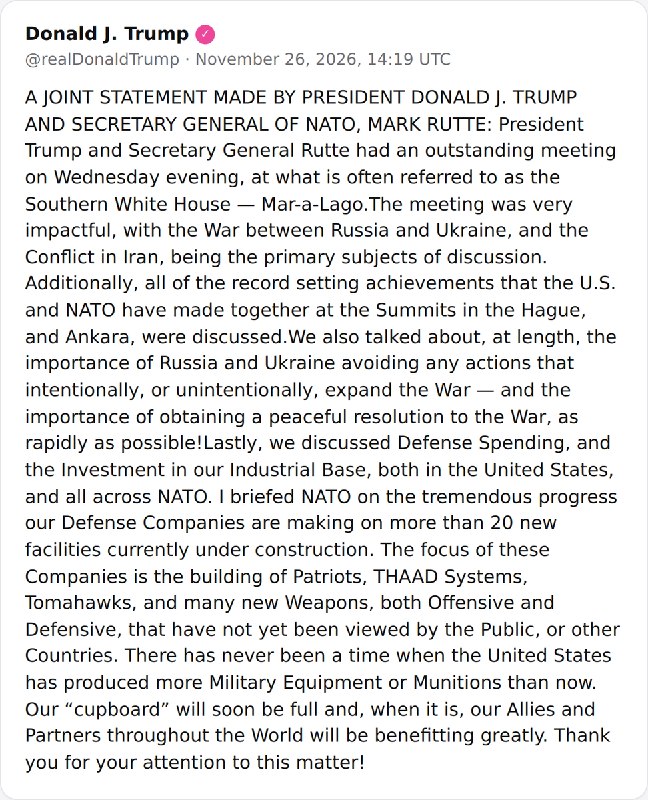 Donald J. Trump ✓
@realDonaldTrump · November 26, 2026, 14:19 UTC
A JOINT STATEMENT MADE BY PRESIDENT DONALD J. TRUMP
AND SECRETARY GENERAL OF NATO, MARK RUTTE: President
Trump and Secretary General Rutte had an outstanding meeting
on Wednesday evening, at what is often referred to as the
Southern White House — Mar-a-Lago.The meeting was very
impactful, with the War between Russia and Ukraine, and the
Conflict in Iran, being the primary subjects of discussion.
Additionally, all of the record setting achievements that the U.S.
and NATO have made together at the Summits in the Hague,
and Ankara, were discussed.We also talked about, at length, the
importance of Russia and Ukraine avoiding any actions that
intentionally, or unintentionally, expand the War — and the
importance of obtaining a peaceful resolution to the War, as
rapidly as possible!Lastly, we discussed Defense Spending, and
the Investment in our Industrial Base, both in the United States,
and all across NATO. I briefed NATO on the tremendous progress
our Defense Companies are making on more than 20 new
facilities currently under construction. The focus of these
Companies is the building of Patriots, THAAD Systems,
Tomahawks, and many new Weapons, both Offensive and
Defensive, that have not yet been viewed by the Public, or other
Countries. There has never been a time when the United States
has produced more Military Equipment or Munitions than now.
Our “cupboard” will soon be full and, when it is, our Allies and
Partners throughout the World will be benefitting greatly. Thank
you for your attention to this matter!